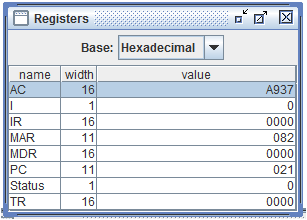 Registers
Base: Hexadecimal
name width value
AC 16 A937
I 1 0
IR 16 0000
MAR 11 082
MDR 16 0000
PC 11 021
Status 1 0
TR 16 0000